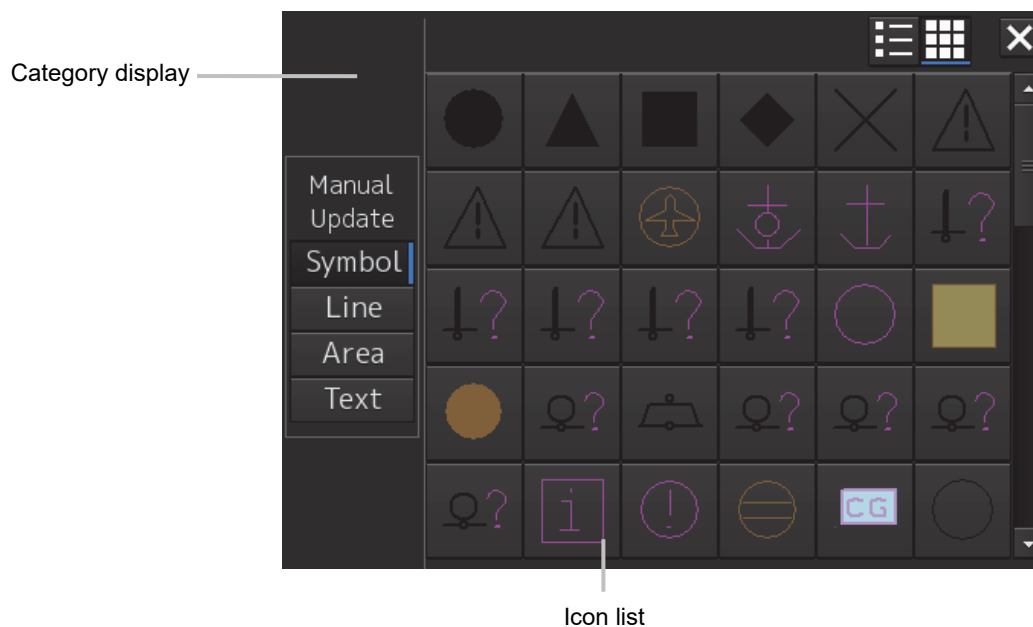 Category display
Manual
Update
Symbol
Line
Area
Text
?
? ? ? ?
? ? ? ?
? i ! CG
Icon list